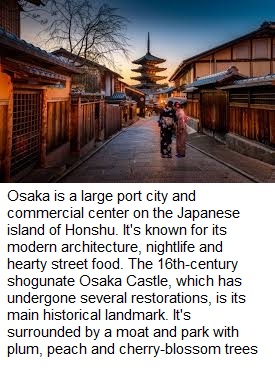 Osaka is a large port city and
commercial center on the Japanese
island of Honshu. It's known for its
modern architecture, nightlife and
hearty street food. The 16th-century
shogunate Osaka Castle, which has
undergone several restorations, is its
main historical landmark. It's
surrounded by a moat and park with
plum, peach and cherry-blossom trees